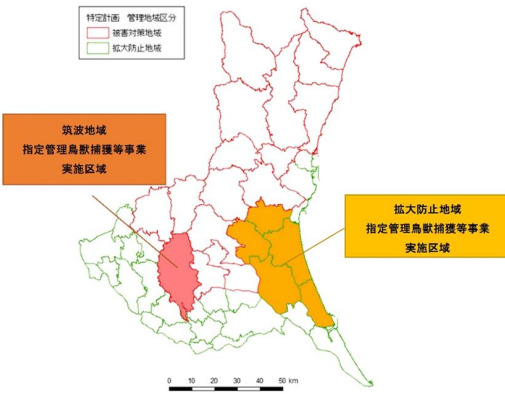 特定計画 管理地域区分
被害対策地域
拡大防止地域
筑波地域
指定管理鳥獣捕獲等事業
実施区域
拡大防止地域
指定管理鳥獣捕獲等事業
実施区域
0 10 20 30 40 50 km